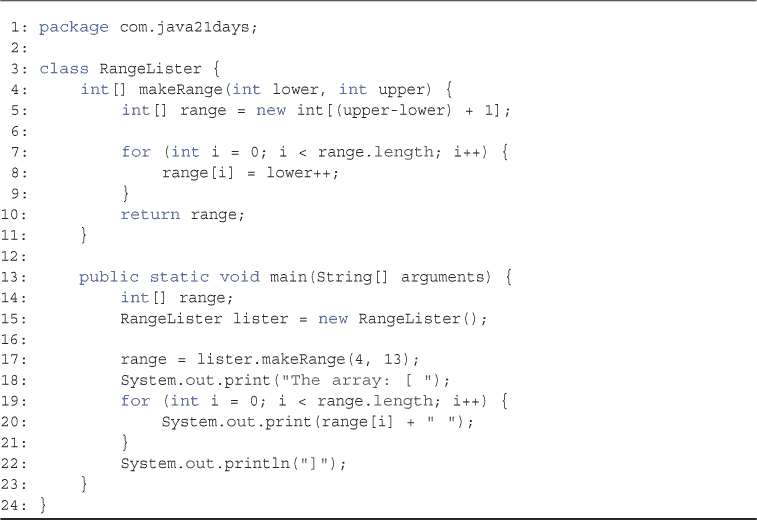 1: package com.java21days;
2:
3: class RangeLister {
4:     int[] makeRange(int lower, int upper) {
5:         int[] range = new int[(upper-lower) + 1];
6:
7:         for (int i = 0; i < range.length; i++) {
8:             range[i] = lower++;
9:         }
10:         return range;
11:     }
12:
13:     public static void main(String[] arguments) {
14:         int[] range;
15:         RangeLister lister = new RangeLister();
16:
17:         range = lister.makeRange(4, 13);
18:         System.out.print("The array: [ ");
19:         for (int i = 0; i < range.length; i++) {
20:             System.out.print(range[i] + " ");
21:         }
22:         System.out.println("]");
23:     }
24: }